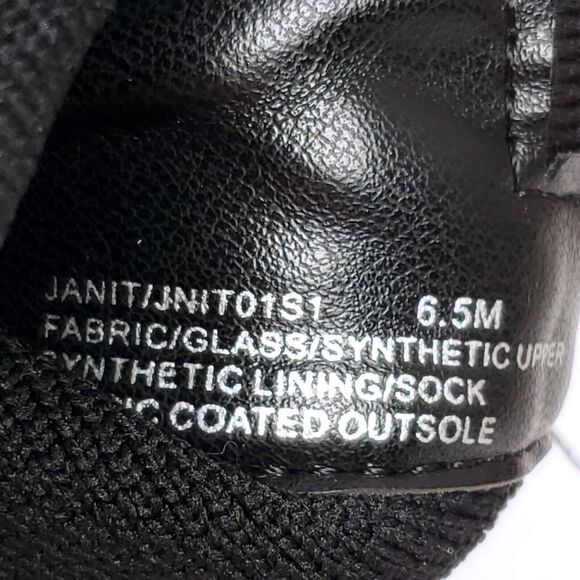 JANIT/JNIT01S1 6.5M
FABRIC/GLASS/SYNTHETIC UPPER
SYNTHETIC LINING/SOCK
COATED OUTSOLE